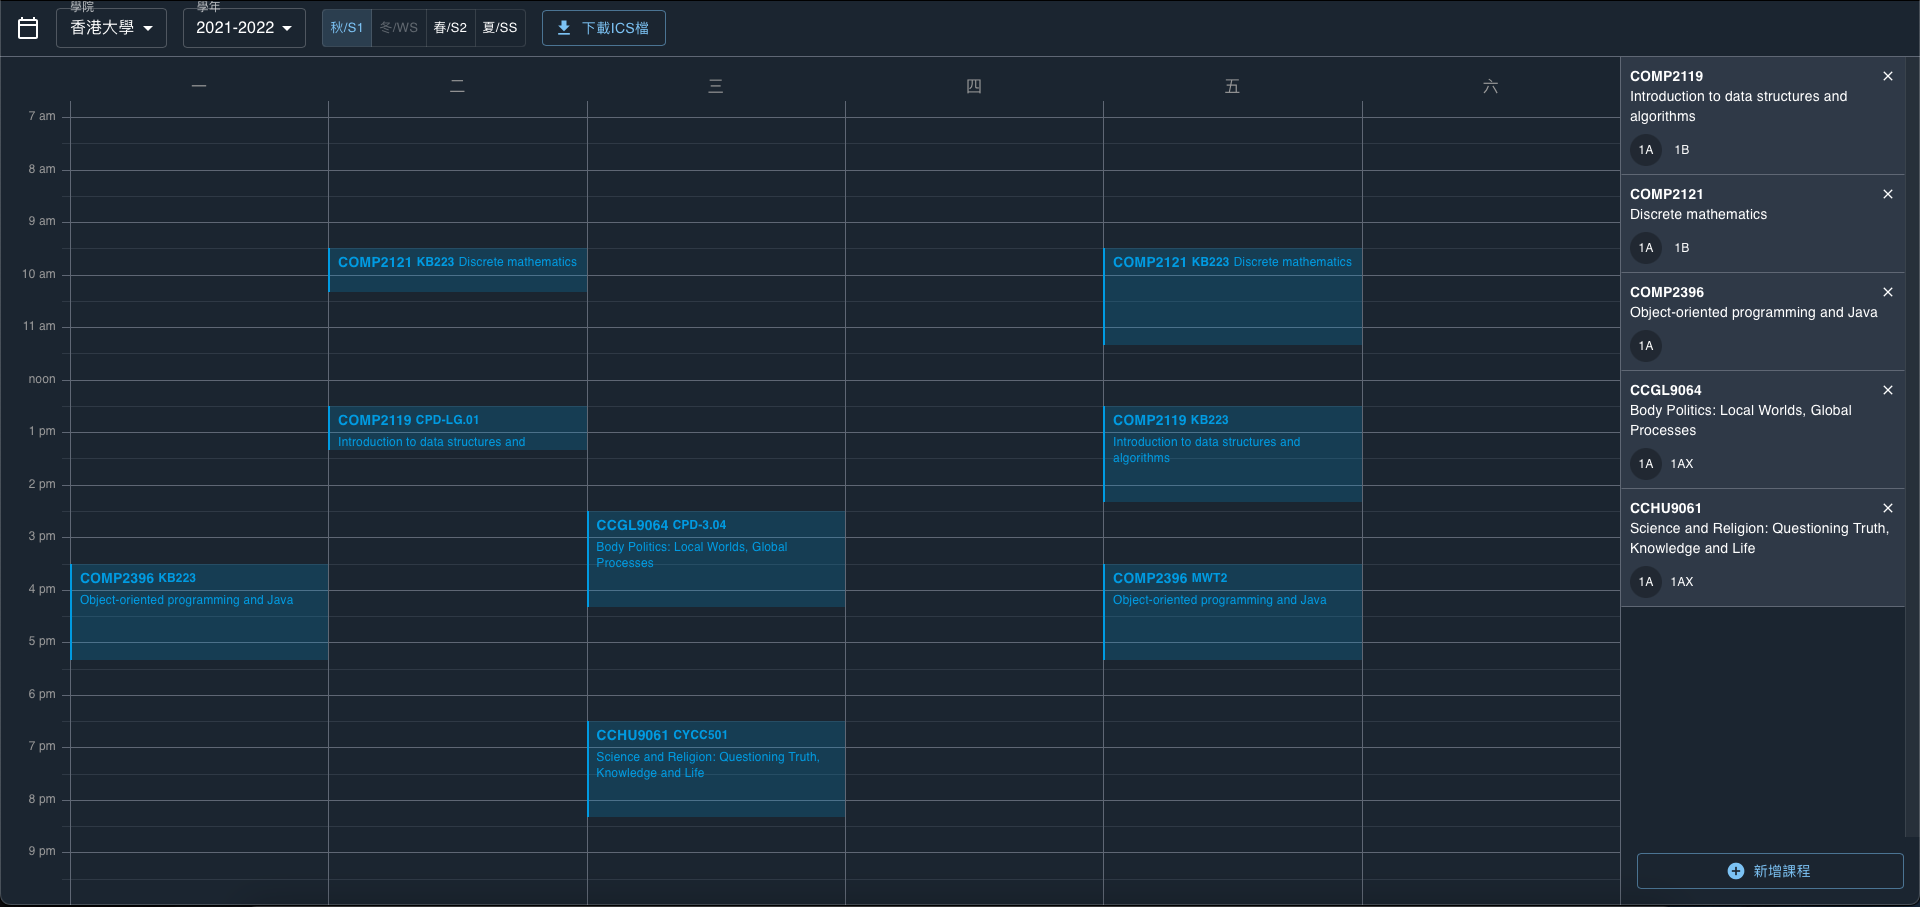 學院
香港大學
學年
2021-2022
秋/S1
冬/WS
春/S2
夏/SS
下載ICS檔
一
二
三
四
五
六
7 am
8 am
9 am
10 am
11 am
noon
1 pm
2 pm
3 pm
4 pm
5 pm
6 pm
7 pm
8 pm
9 pm
COMP2396 KB223
Object-oriented programming and Java
COMP2121 KB223 Discrete mathematics
COMP2119 CPD-LG.01
Introduction to data structures and
CCGL9064 CPD-3.04
Body Politics: Local Worlds, Global
Processes
CCHU9061 CYCC501
Science and Religion: Questioning Truth,
Knowledge and Life
COMP2121 KB223 Discrete mathematics
COMP2119 KB223
Introduction to data structures and
algorithms
COMP2396 MWT2
Object-oriented programming and Java
COMP2119
Introduction to data structures and
algorithms
1A 1B
COMP2121
Discrete mathematics
1A 1B
COMP2396
Object-oriented programming and Java
1A
CCGL9064
Body Politics: Local Worlds, Global
Processes
1A 1AX
CCHU9061
Science and Religion: Questioning Truth,
Knowledge and Life
1A 1AX
新增課程